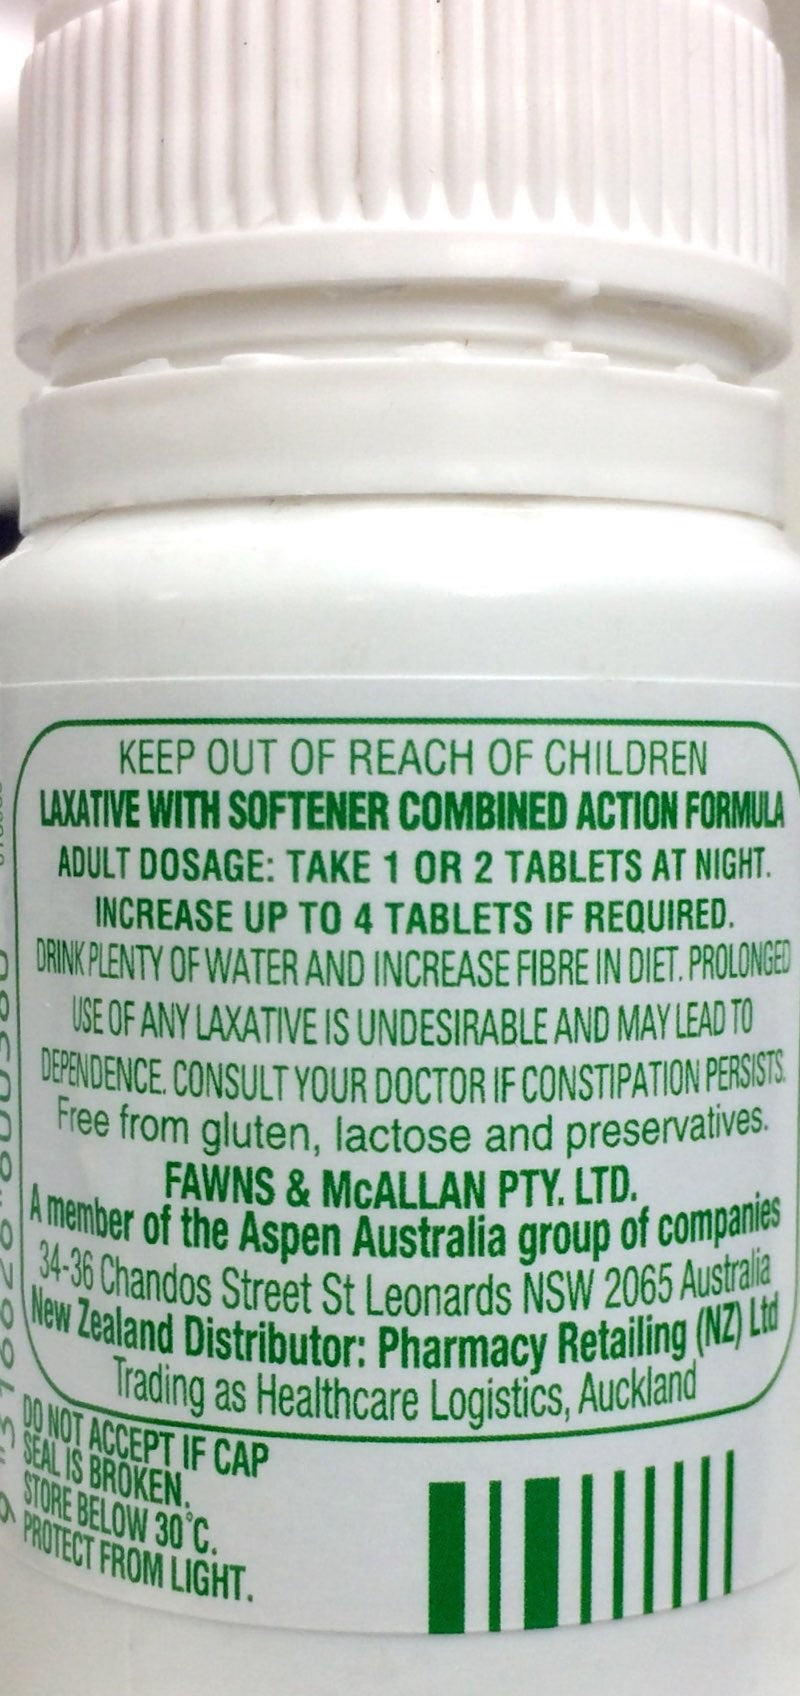 KEEP OUT OF REACH OF CHILDREN
LAXATIVE WITH SOFTENER COMBINED ACTION FORMULA
ADULT DOSAGE: TAKE 1 OR 2 TABLETS AT NIGHT.
INCREASE UP TO 4 TABLETS IF REQUIRED.
DRINK PLENTY OF WATER AND INCREASE FIBRE IN DIET. PROLONGED
USE OF ANY LAXATIVE IS UNDESIRABLE AND MAY LEAD TO
DEPENDENCE. CONSULT YOUR DOCTOR IF CONSTIPATION PERSISTS.
Free from gluten, lactose and preservatives.
FAWNS & McALLAN PTY. LTD.
A member of the Aspen Australia group of companies
34-36 Chandos Street St Leonards NSW 2065 Australia
New Zealand Distributor: Pharmacy Retailing (NZ) Ltd
Trading as Healthcare Logistics, Auckland
DO NOT ACCEPT IF CAP
SEAL IS BROKEN.
STORE BELOW 30°C.
PROTECT FROM LIGHT.